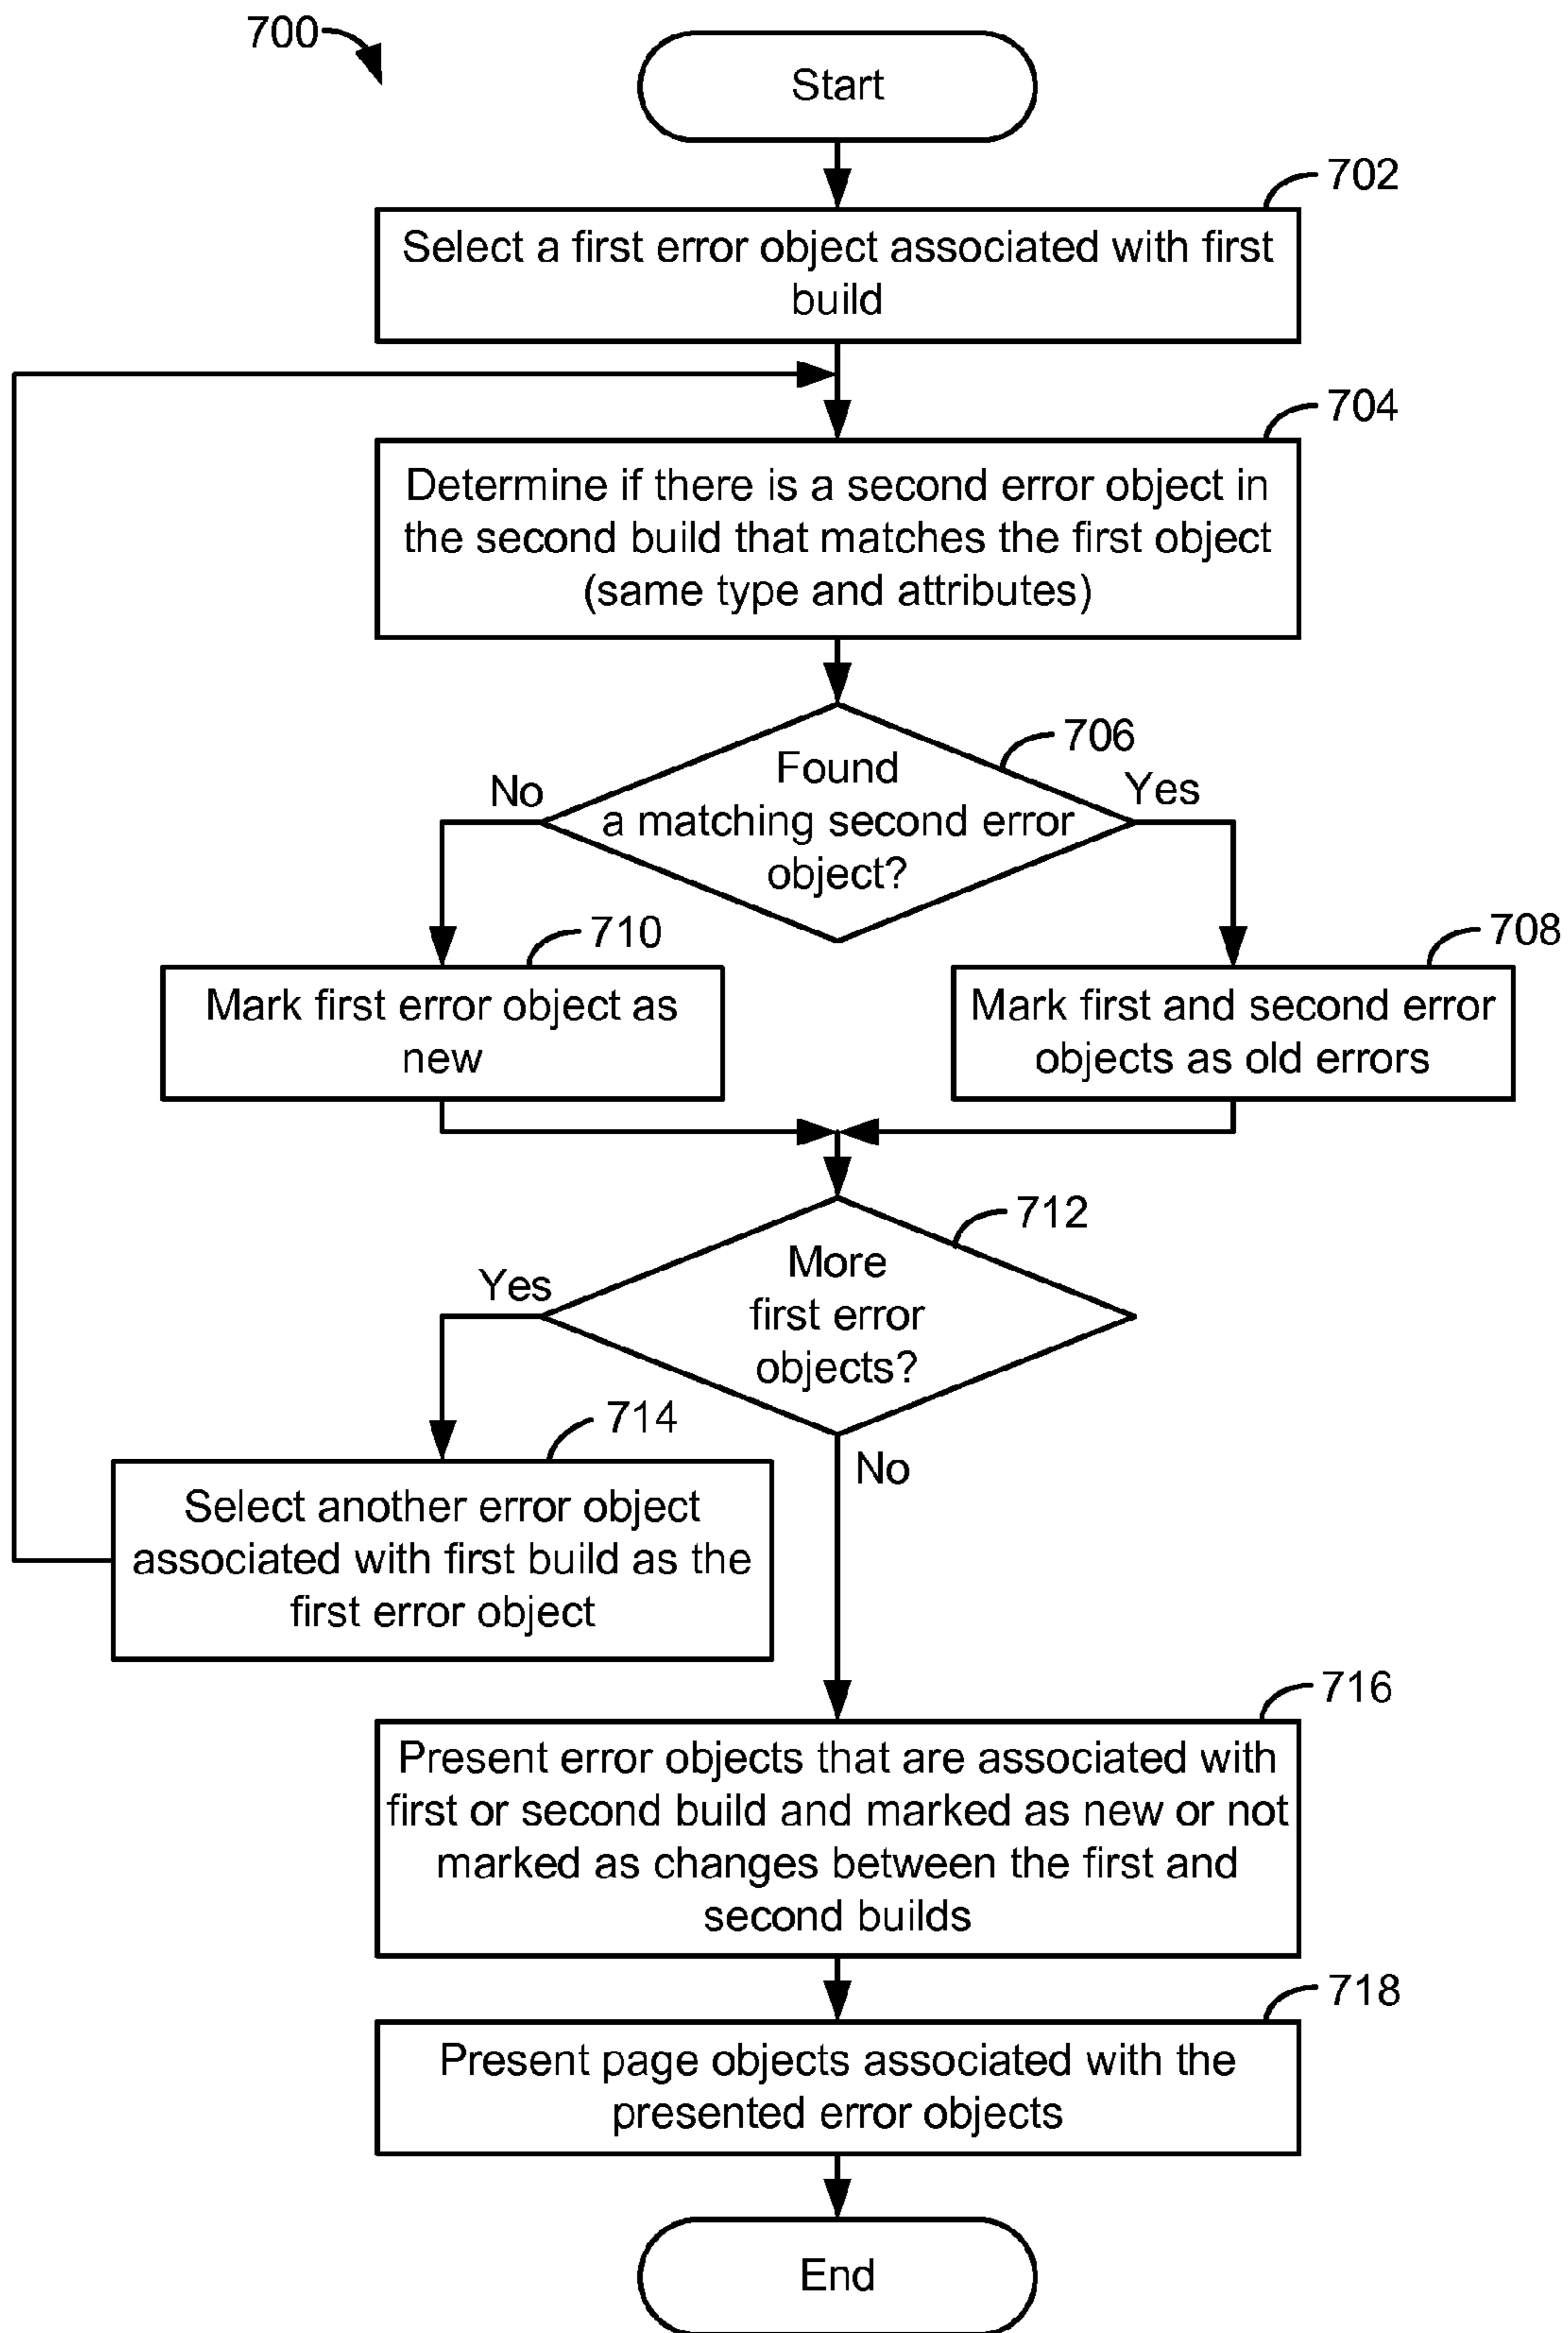 700
Start
702
Select a first error object associated with first
build
704
Determine if there is a second error object in
the second build that matches the first object
(same type and attributes)
706
Found
a matching second error
object?
No
Yes
710
Mark first error object as
new
708
Mark first and second error
objects as old errors
712
More
first error
objects?
Yes
No
714
Select another error object
associated with first build as the
first error object
716
Present error objects that are associated with
first or second build and marked as new or not
marked as changes between the first and
second builds
718
Present page objects associated with the
presented error objects
End